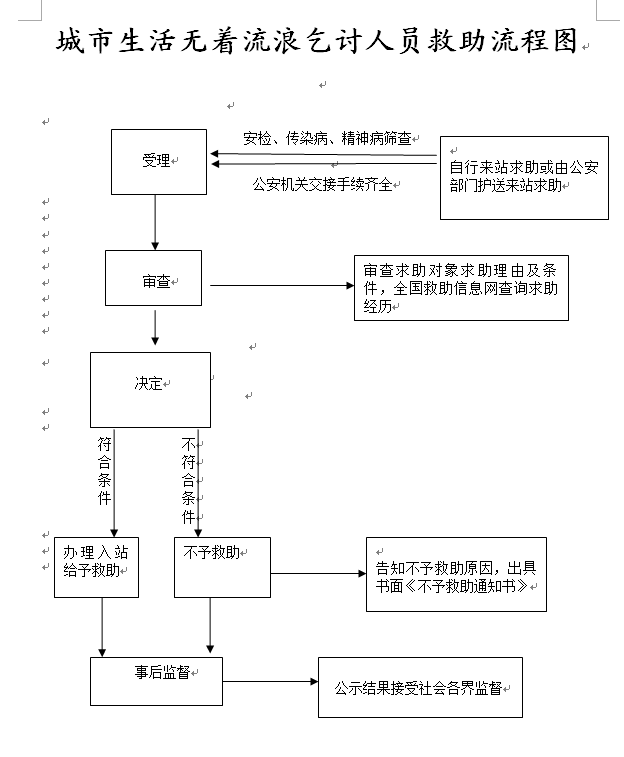 城市生活无着流浪乞讨人员救助流程图
安检、传染病、精神病筛查
受理
自行来站求助或由公安
部门护送来站求助
公安机关交接手续齐全
审查
审查求助对象求助理由及条
件，全国救助信息网查询求助
经历
决定
符
合
条
件
不
符
合
条
件
办理入站
给予救助
不予救助
告知不予救助原因，出具
书面《不予救助通知书》
事后监督
公示结果接受社会各界监督